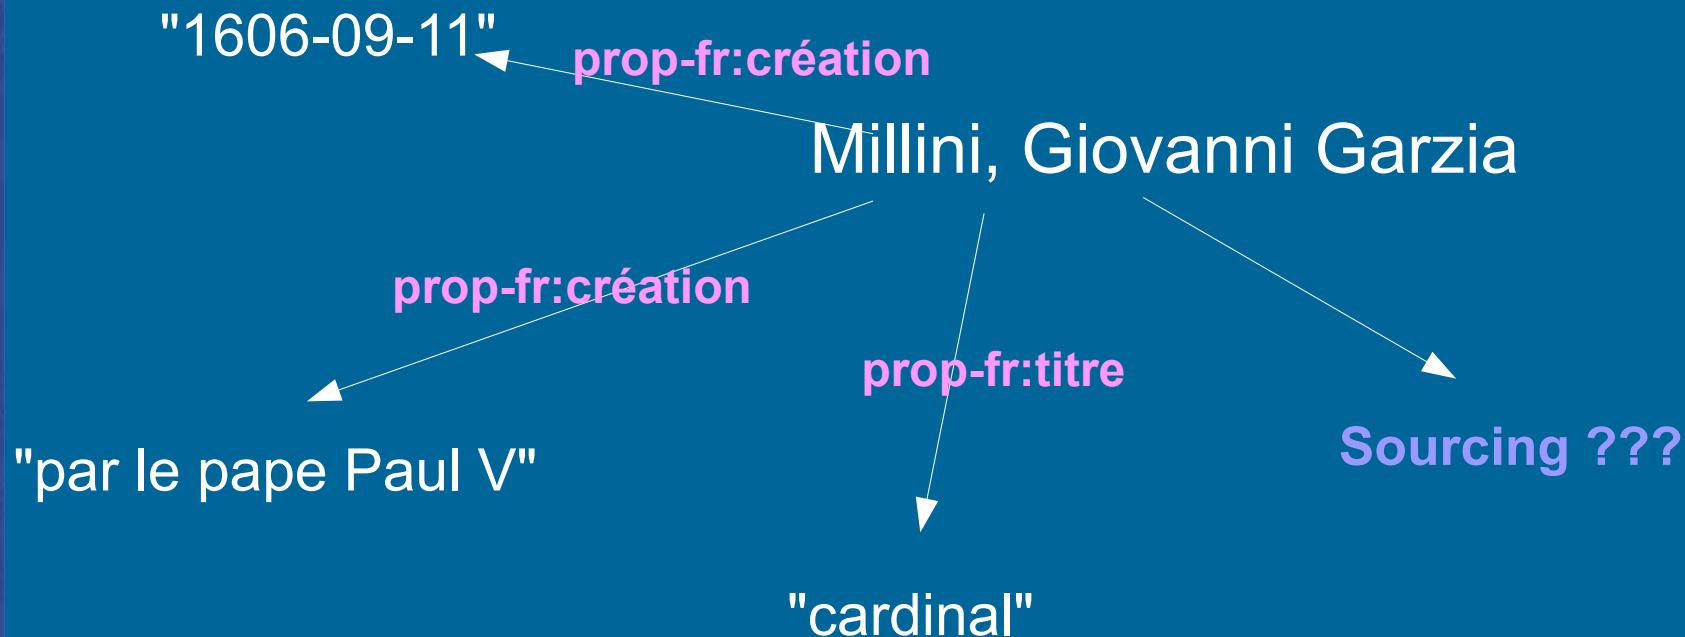 "1606-09-11"
prop-fr:création
Millini, Giovanni Garzia
prop-fr:création
prop-fr:titre
Sourcing ???
"par le pape Paul V"
"cardinal"